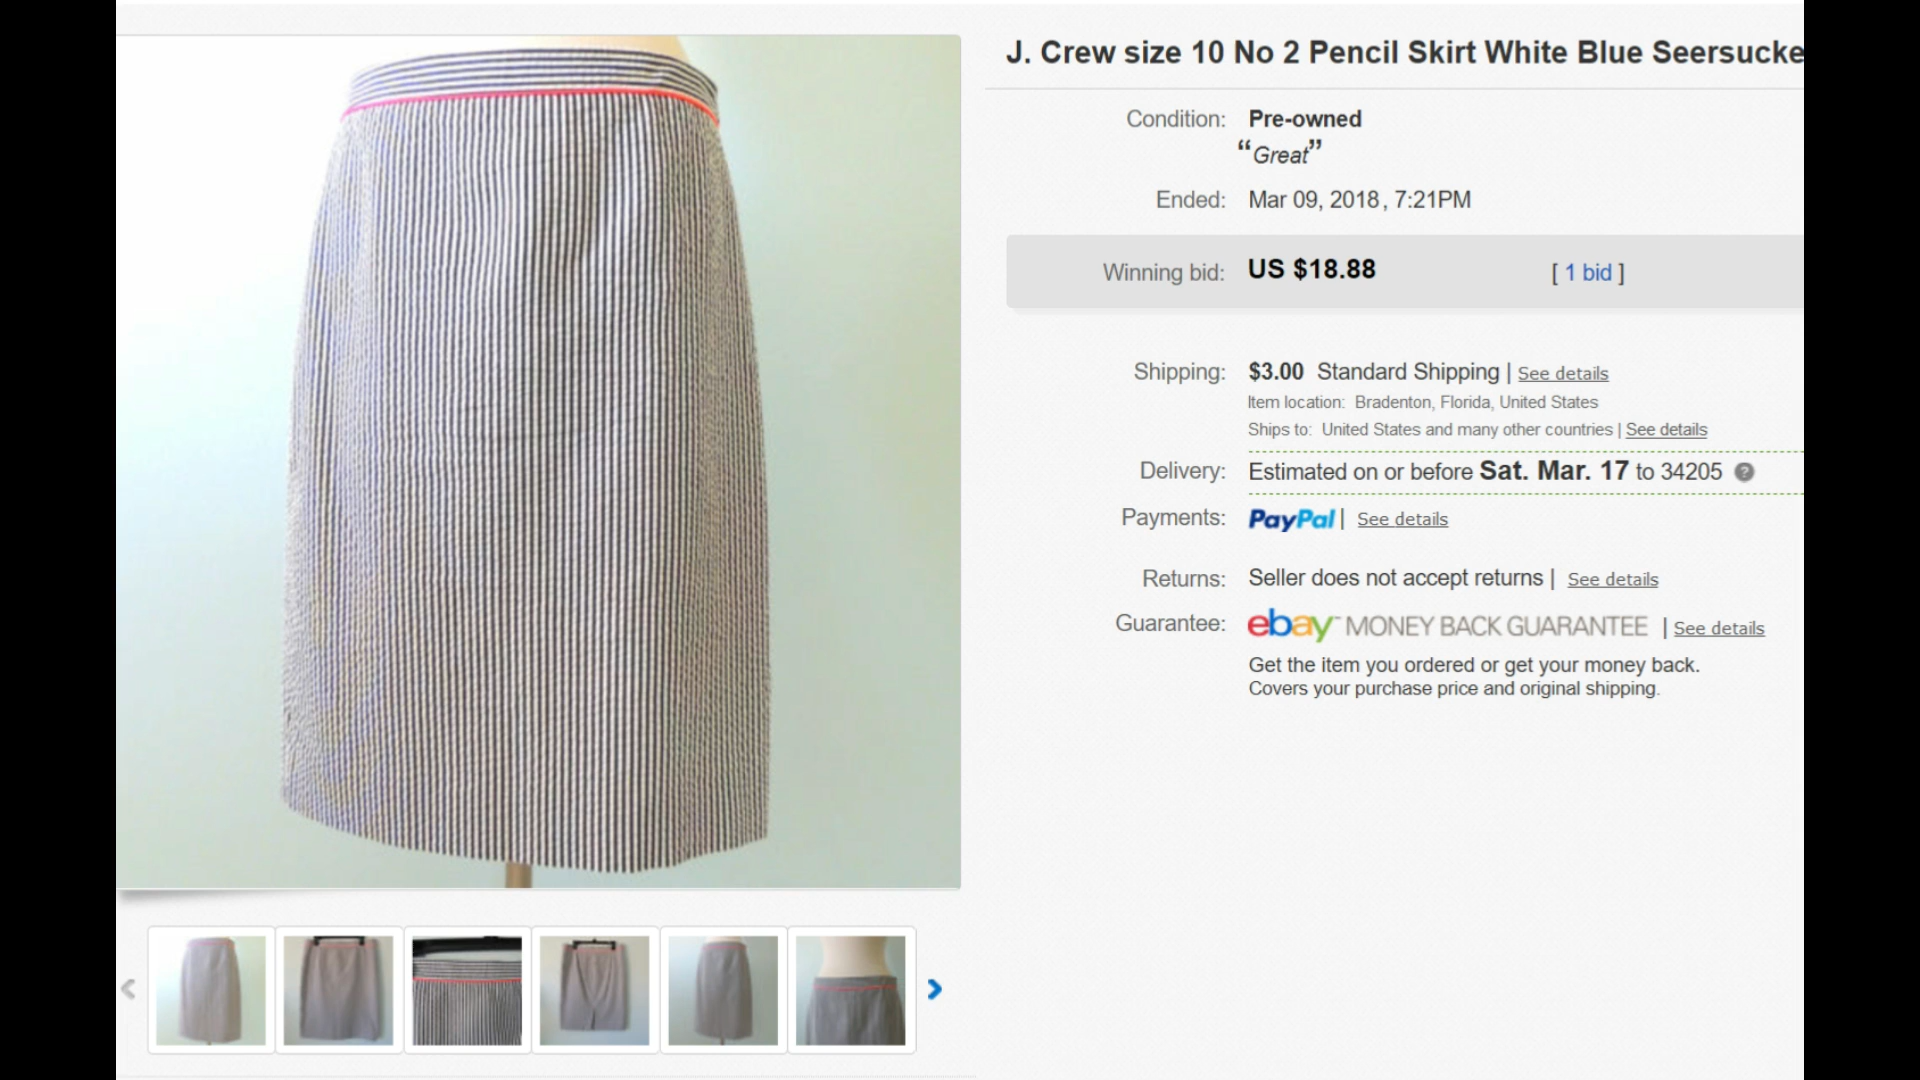 J. Crew size 10 No 2 Pencil Skirt White Blue Seersucke
Condition: Pre-owned
“Great”
Ended: Mar 09, 2018, 7:21PM
Winning bid: US $18.88 [ 1 bid ]
Shipping: $3.00 Standard Shipping | See details
Item location: Bradenton, Florida, United States
Ships to: United States and many other countries | See details
Delivery: Estimated on or before Sat. Mar. 17 to 34205 ?
Payments: PayPal | See details
Returns: Seller does not accept returns | See details
Guarantee: ebay™ MONEY BACK GUARANTEE | See details
Get the item you ordered or get your money back.
Covers your purchase price and original shipping.